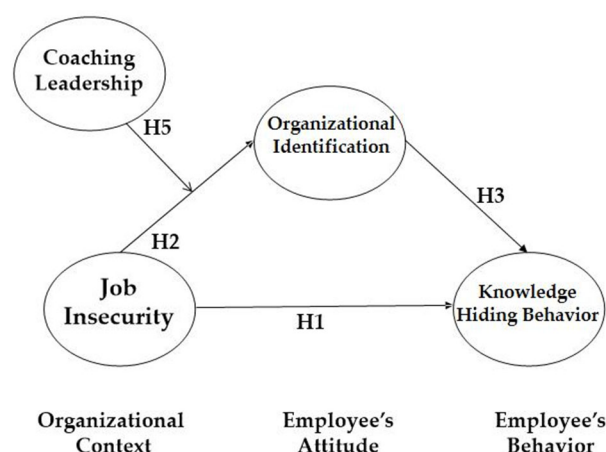 Coaching
Leadership
H5
Organizational
Identification
H3
H2
Job
Insecurity
Knowledge
Hiding Behavior
H1
Organizational
Context
Employee's
Attitude
Employee's
Behavior